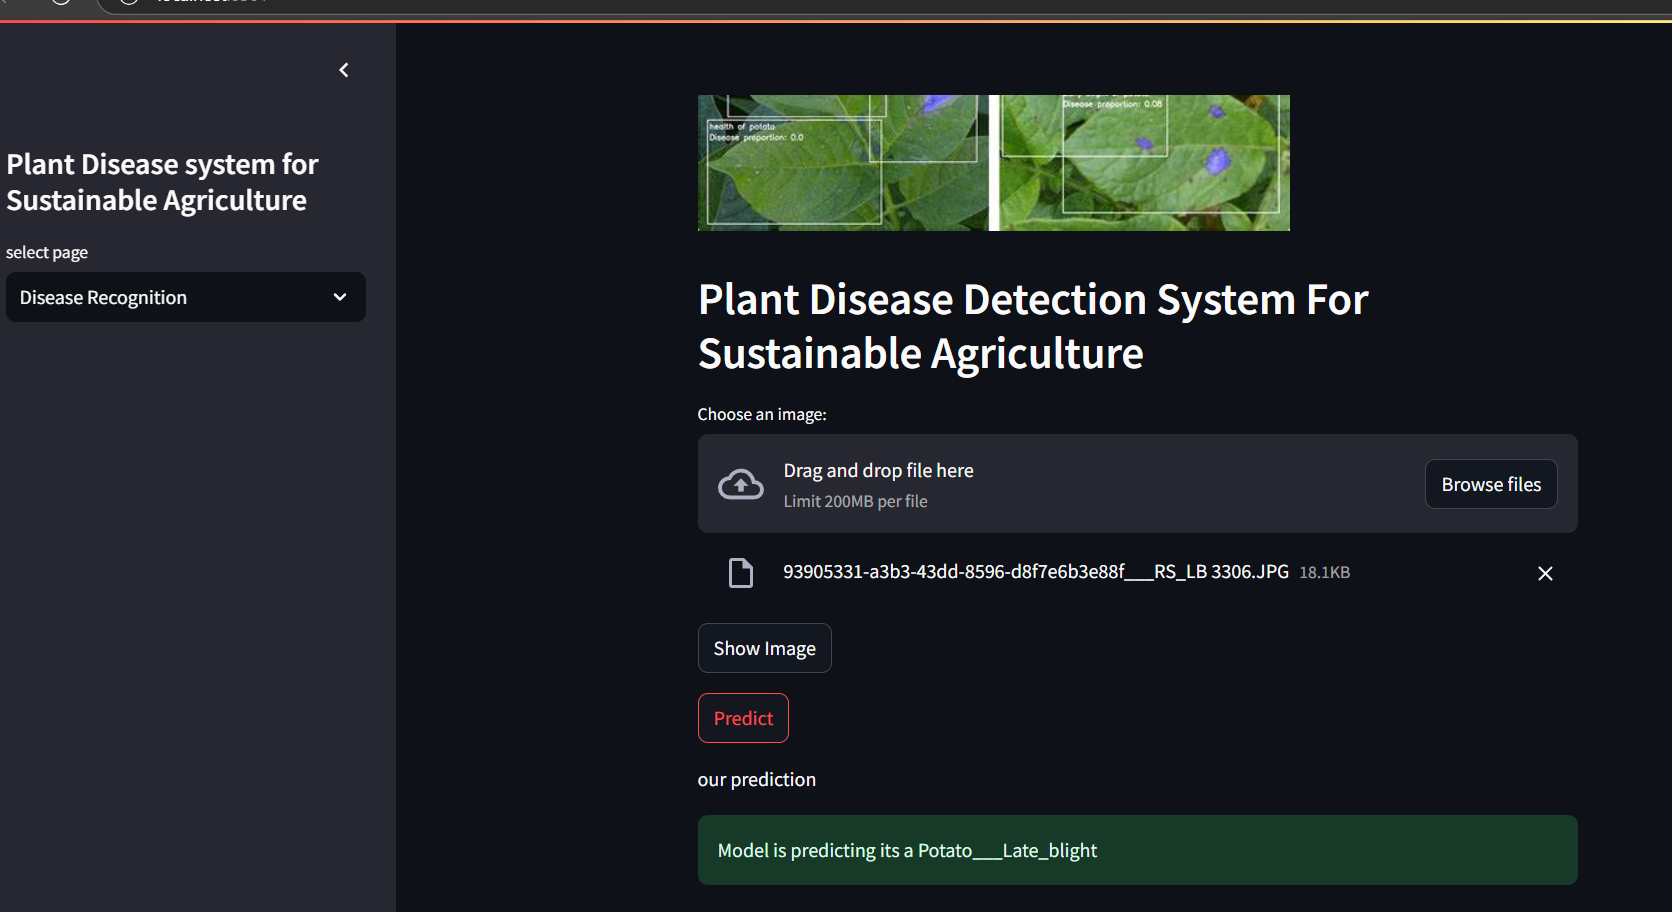 Plant Disease system for
Sustainable Agriculture
select page
Disease Recognition
health of potato
Disease proportion: 0.0
Disease proportion: 0.08
Plant Disease Detection System For
Sustainable Agriculture
Choose an image:
Drag and drop file here
Limit 200MB per file
Browse files
93905331-a3b3-43dd-8596-d8f7e6b3e88f___RS_LB 3306.JPG 18.1KB
Show Image
Predict
our prediction
Model is predicting its a Potato___Late_blight